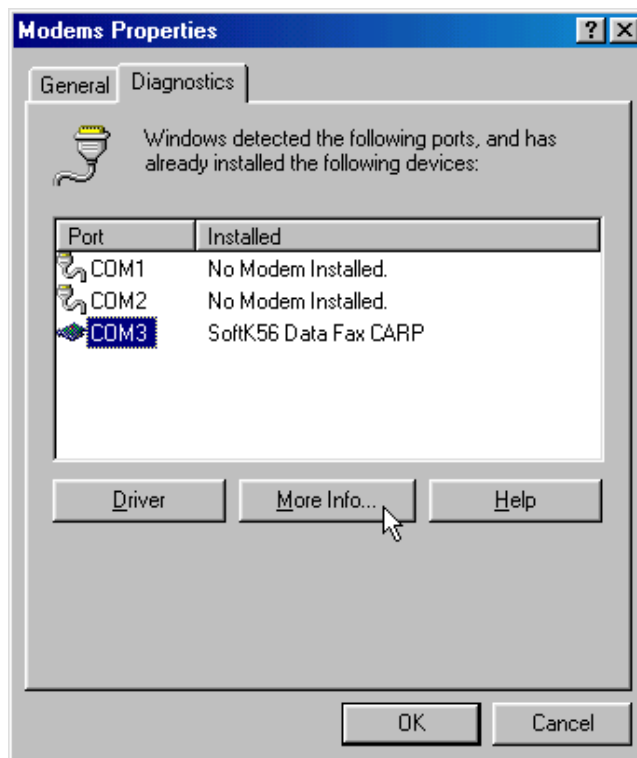 Modems Properties
General Diagnostics
Windows detected the following ports, and has
already installed the following devices:
Port Installed
COM1 No Modem Installed.
COM2 No Modem Installed.
COM3 SoftK56 Data Fax CARP
Driver More Info... Help
OK Cancel